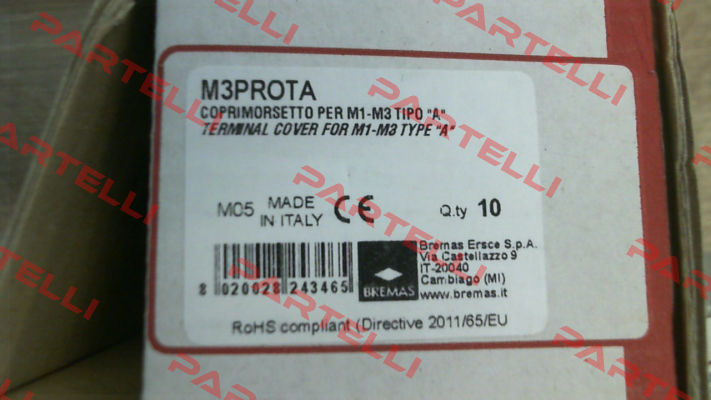 M3PROTA
COPRIMORSETTO PER M1-M3 TIPO "A"
TERMINAL COVER FOR M1-M3 TYPE "A"
M05 MADE IN ITALY CE Q.ty 10
Bremas Ersce S.p.A.
Via Castellazzo 9
IT-20040
Cambiago (MI)
www.bremas.it
BREMAS
8 020028 243465
RoHS compliant (Directive 2011/65/EU
PARTELLI
PARTELLI
PARTELLI
PARTELLI
PARTELLI
PARTELLI